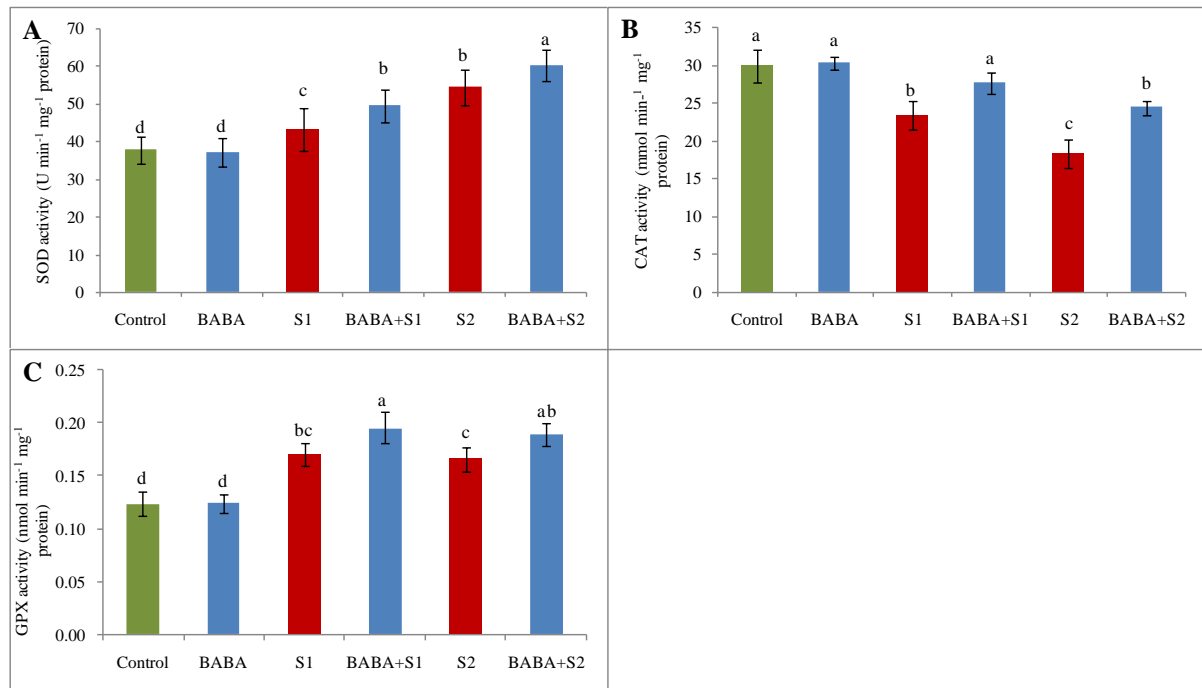 A
SOD activity (U min⁻¹ mg⁻¹ protein)
80
70
60
50
40
30
20
10
0
d
d
c
b
b
a
Control BABA S1 BABA+S1 S2 BABA+S2
B
CAT activity (mmol min-¹ mg⁻¹
protein)
35
30
25
20
15
10
5
0
a
a
b
a
c
b
Control BABA S1 BABA+S1 S2 BABA+S2
C
GPX activity (nmol min⁻¹ mg⁻¹
protein)
0.25
0.20
0.15
0.10
0.05
0.00
d
d
bc
a
c
ab
Control BABA S1 BABA+S1 S2 BABA+S2